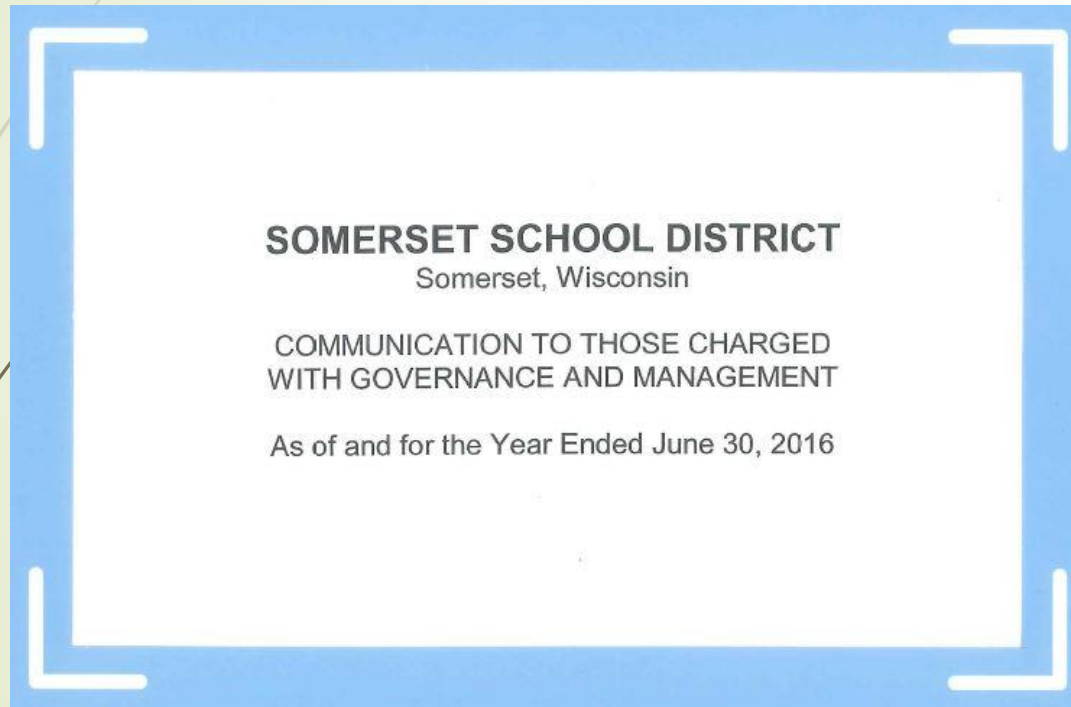 SOMERSET SCHOOL DISTRICT
Somerset, Wisconsin
COMMUNICATION TO THOSE CHARGED
WITH GOVERNANCE AND MANAGEMENT
As of and for the Year Ended June 30, 2016